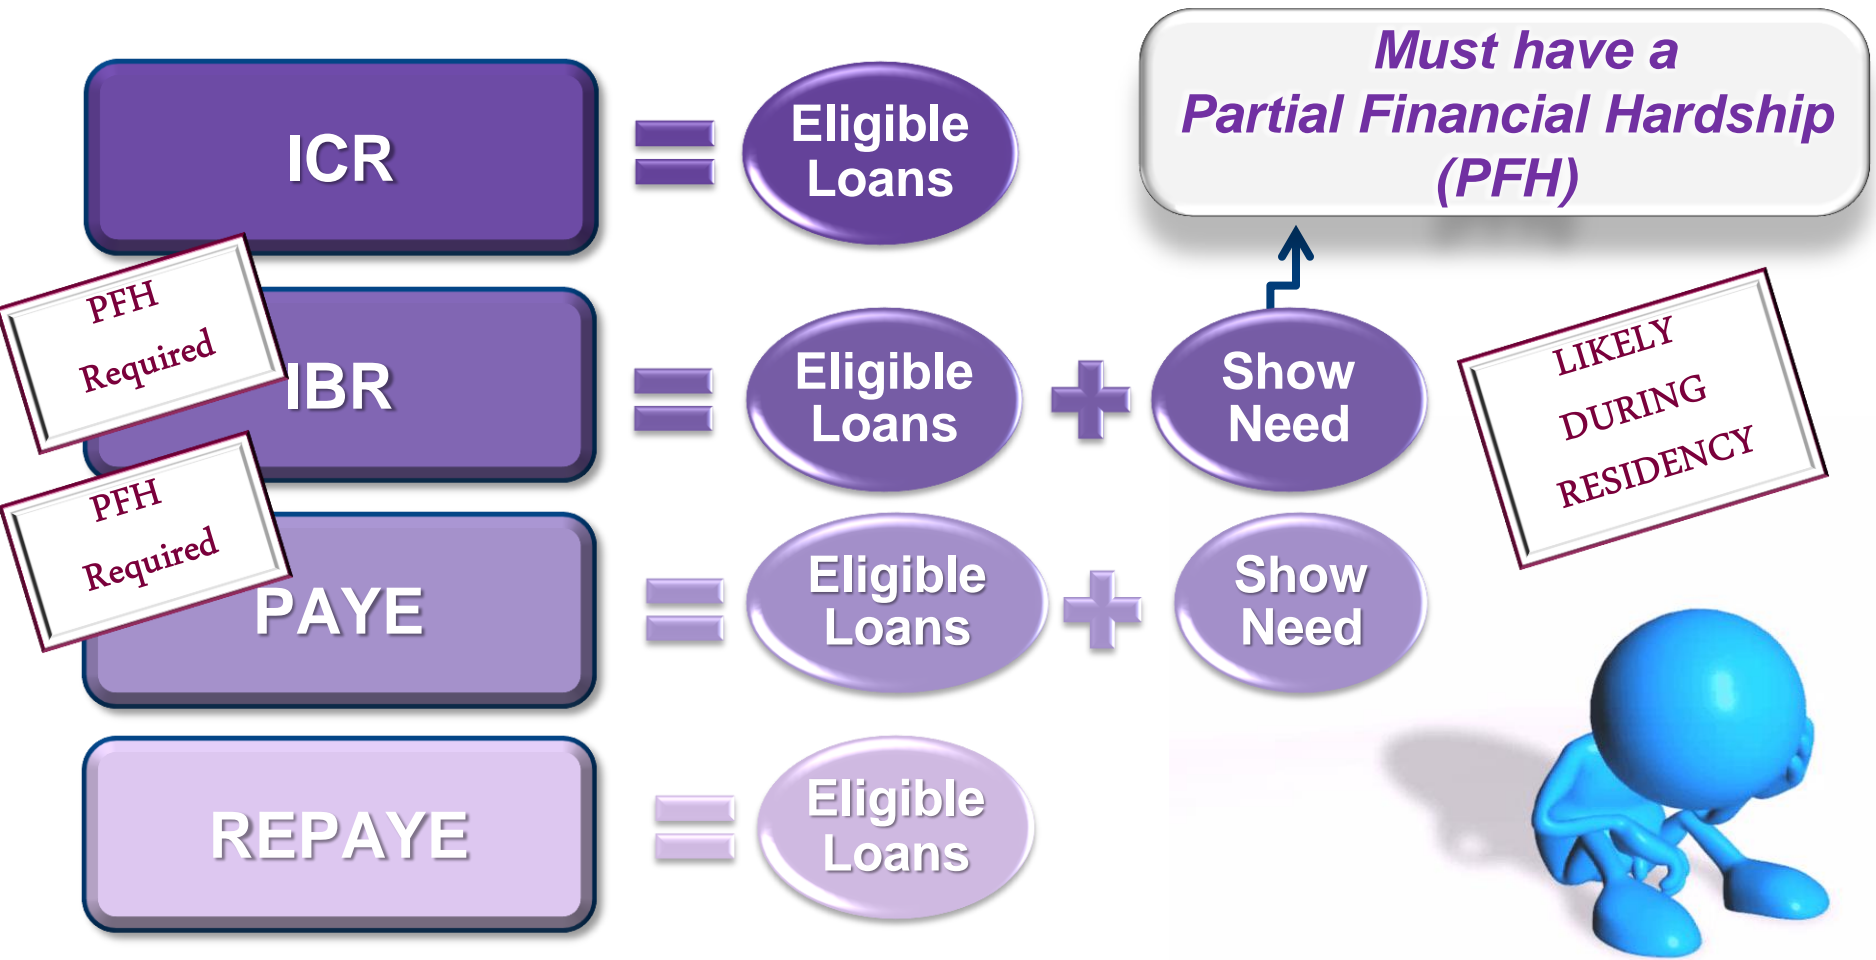 ICR
Eligible
Loans
Must have a
Partial Financial Hardship
(PFH)
PFH
Required
IBR
Eligible
Loans
Show
Need
LIKELY
DURING
RESIDENCY
PFH
Required
PAYE
Eligible
Loans
Show
Need
REPAYE
Eligible
Loans